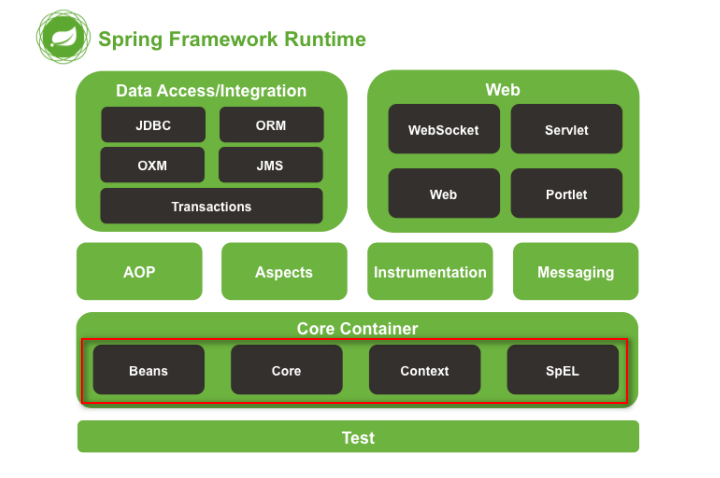 Spring Framework Runtime
Data Access/Integration
JDBC
ORM
OXM
JMS
Transactions
Web
WebSocket
Servlet
Web
Portlet
AOP
Aspects
Instrumentation
Messaging
Core Container
Beans
Core
Context
SpEL
Test